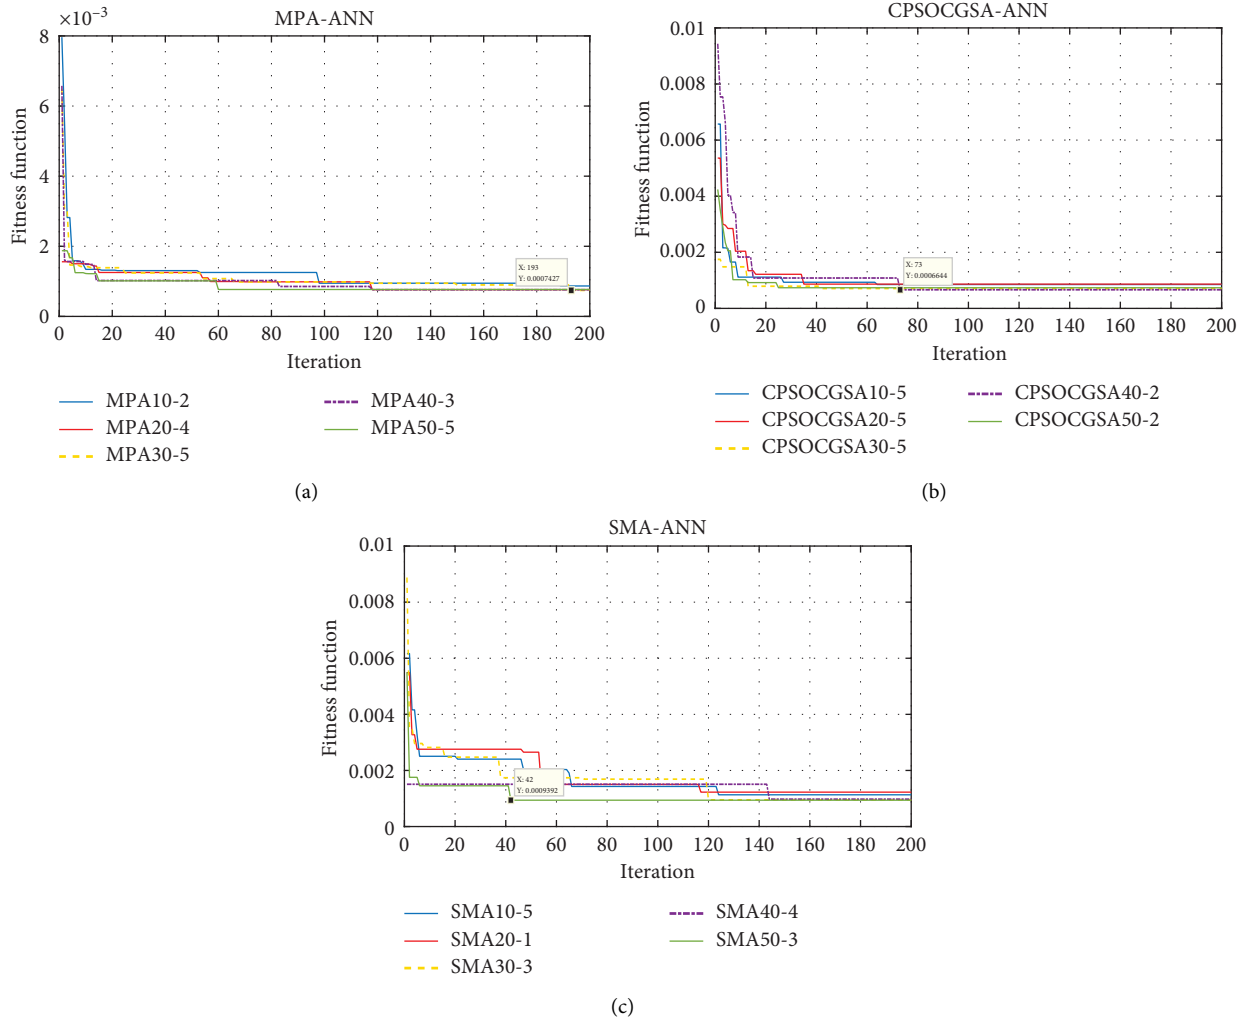 MPA-ANN
×10−3
8
6
4
2
0
Fitness function
0 20 40 60 80 100 120 140 160 180 200
Iteration
X: 193
Y: 0.0007427
MPA10-2
MPA20-4
MPA30-5
MPA40-3
MPA50-5
(a)
CPSOCGSA-ANN
0.01
0.008
0.006
0.004
0.002
0
Fitness function
0 20 40 60 80 100 120 140 160 180 200
Iteration
X: 73
Y: 0.0006644
CPSOCGSA10-5
CPSOCGSA20-5
CPSOCGSA30-5
CPSOCGSA40-2
CPSOCGSA50-2
(b)
SMA-ANN
0.01
0.008
0.006
0.004
0.002
0
Fitness function
0 20 40 60 80 100 120 140 160 180 200
Iteration
X: 42
Y: 0.0009392
SMA10-5
SMA20-1
SMA30-3
SMA40-4
SMA50-3
(c)